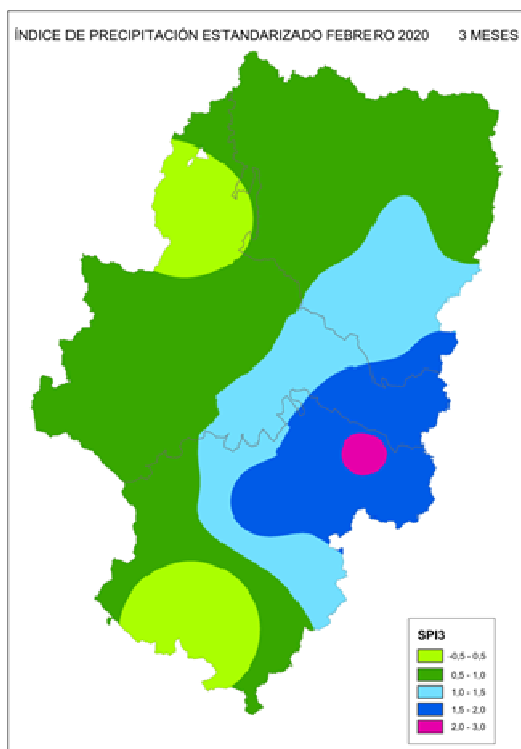 ÍNDICE DE PRECIPITACIÓN ESTANDARIZADO FEBRERO 2020 3 MESES
SPI3
-0,5 - 0,5
0,5 - 1,0
1,0 - 1,5
1,5 - 2,0
2,0 - 3,0